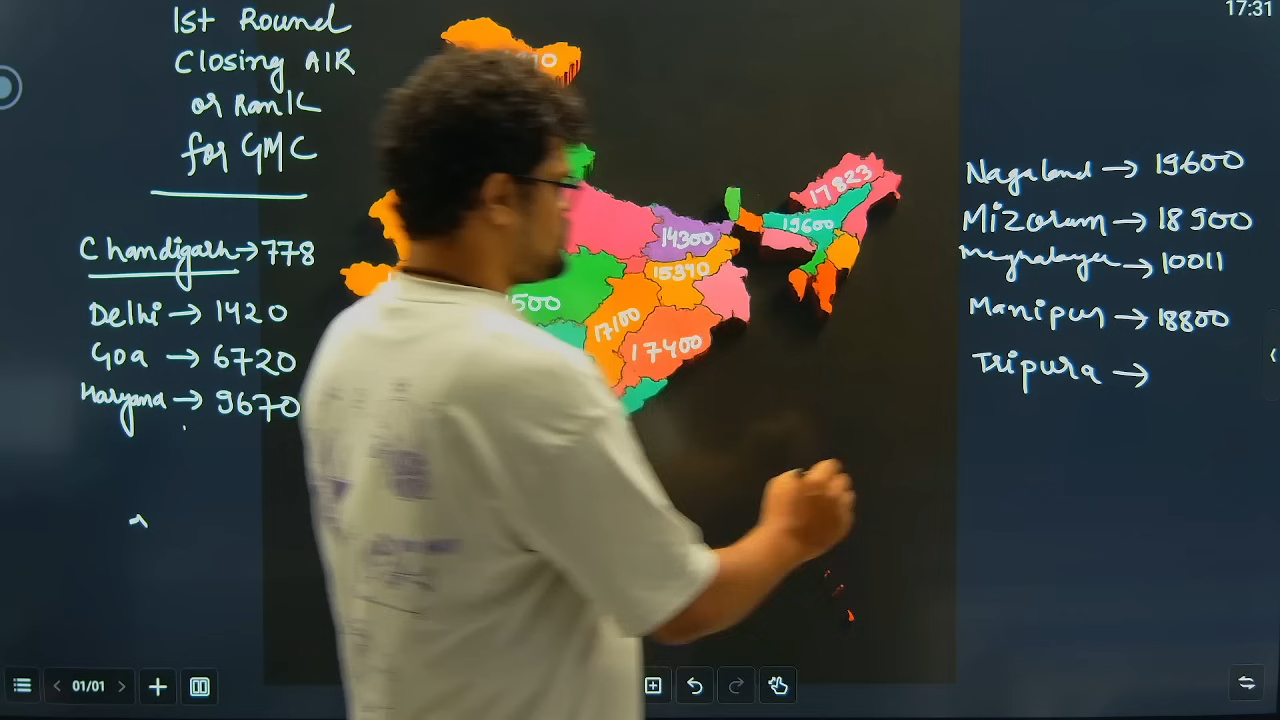 17:31
1st Round
Closing AIR
or Rank
for GMC
Chandigarh → 778
Delhi → 1420
Goa → 6720
Haryana → 9670
14300
15340
17100
17400
17823
19600
Nagaland → 19600
Mizoram → 18900
Meghalaya → 10011
Manipur → 18800
Tripura →
01/01